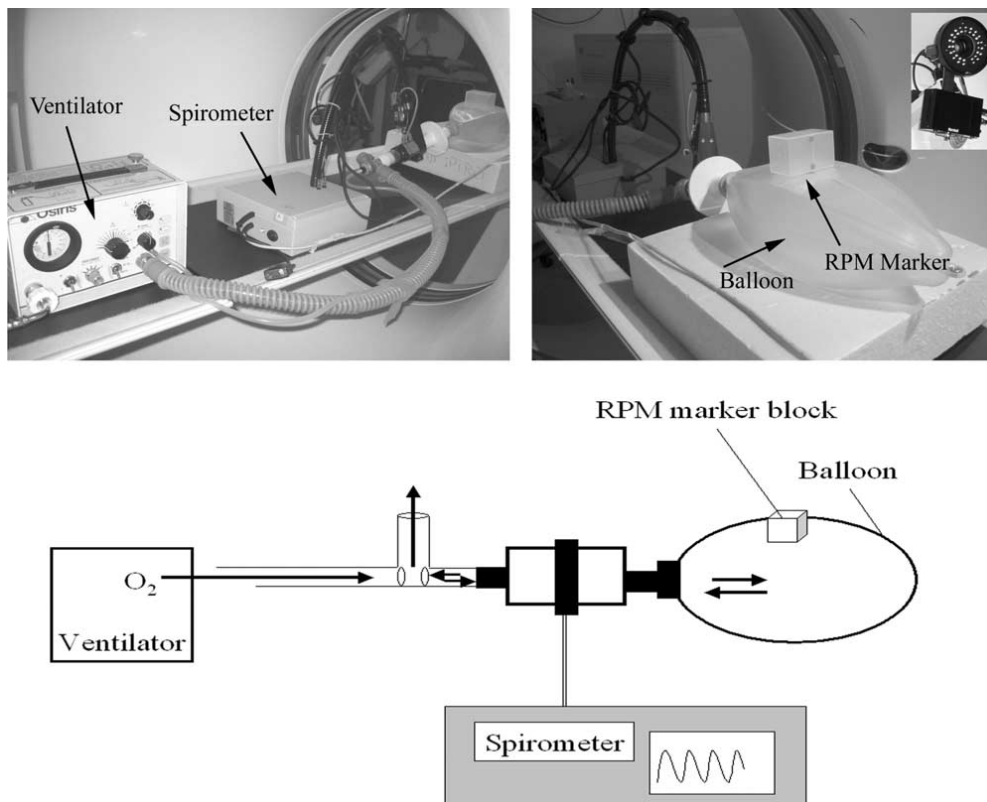 Ventilator
Spirometer
Osiris
Balloon
RPM Marker
RPM marker block
Balloon
O₂
Ventilator
Spirometer